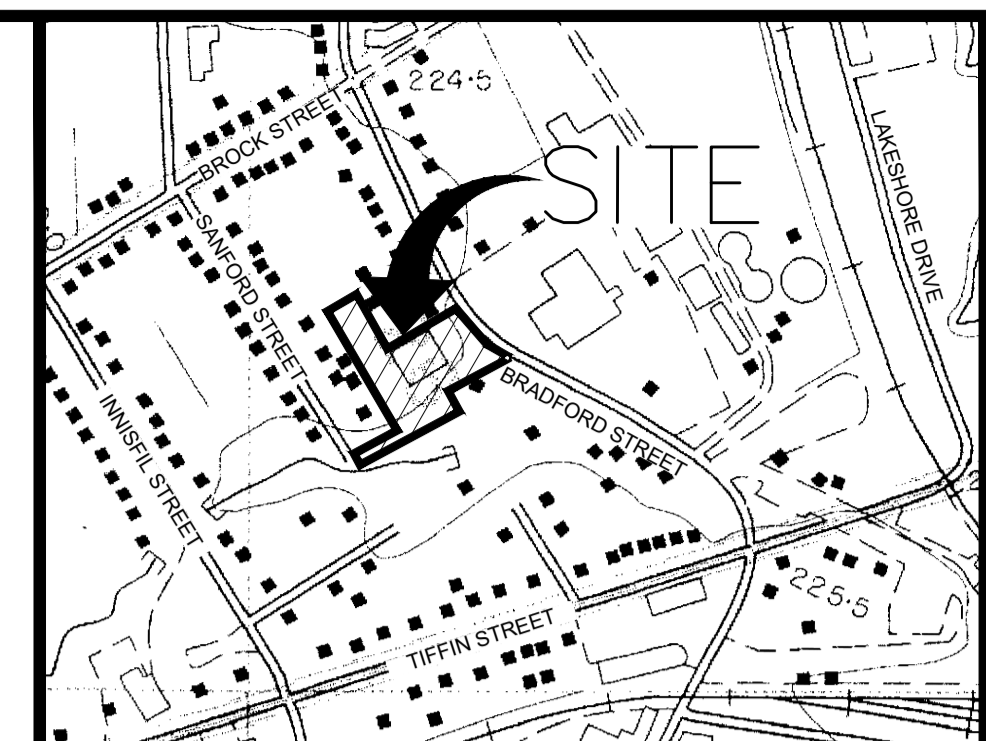 224.5
BROCK STREET
SITE
LAKESHORE DRIVE
SANFORD STREET
BRADFORD STREET
INNISFIL STREET
225.5
TIFFIN STREET